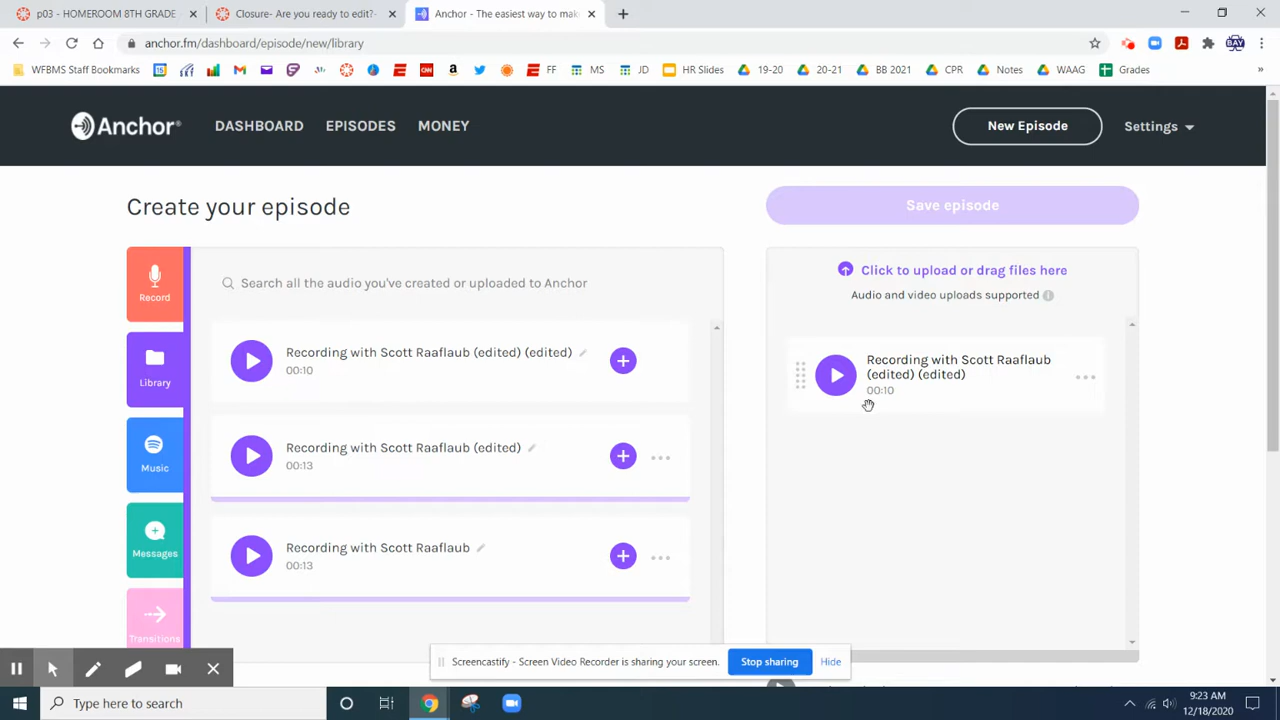 p03 - HOMEROOM 8TH GRADE
Closure- Are you ready to edit?-
Anchor - The easiest way to mak
anchor.fm/dashboard/episode/new/library
WFBMS Staff Bookmarks
FF
MS
JD
HR Slides
19-20
20-21
BB 2021
CPR
Notes
WAAG
Grades
Anchor
DASHBOARD
EPISODES
MONEY
New Episode
Settings
Create your episode
Save episode
Record
Library
Music
Messages
Transitions
Search all the audio you've created or uploaded to Anchor
Recording with Scott Raaflaub (edited) (edited)
00:10
Recording with Scott Raaflaub (edited)
00:13
Recording with Scott Raaflaub
00:13
Click to upload or drag files here
Audio and video uploads supported
Recording with Scott Raaflaub
(edited) (edited)
00:10
Screencastify - Screen Video Recorder is sharing your screen.
Stop sharing
Hide
Type here to search
9:23 AM
12/18/2020